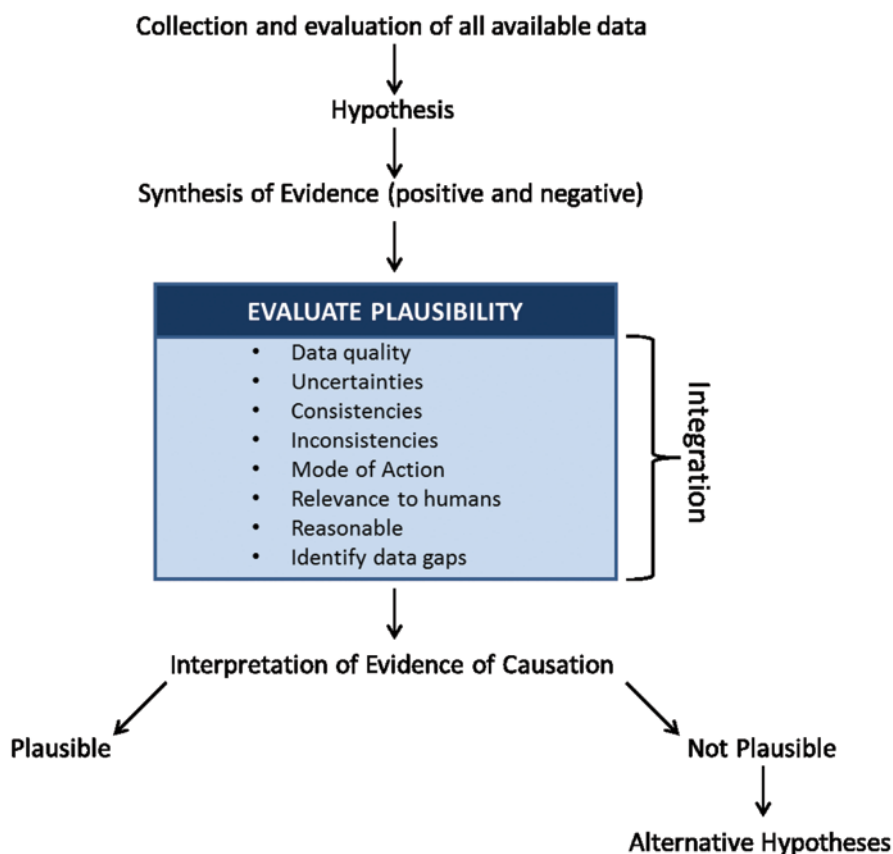 Collection and evaluation of all available data
Hypothesis
Synthesis of Evidence (positive and negative)
EVALUATE PLAUSIBILITY
• Data quality
• Uncertainties
• Consistencies
• Inconsistencies
• Mode of Action
• Relevance to humans
• Reasonable
• Identify data gaps
Integration
Interpretation of Evidence of Causation
Plausible
Not Plausible
Alternative Hypotheses